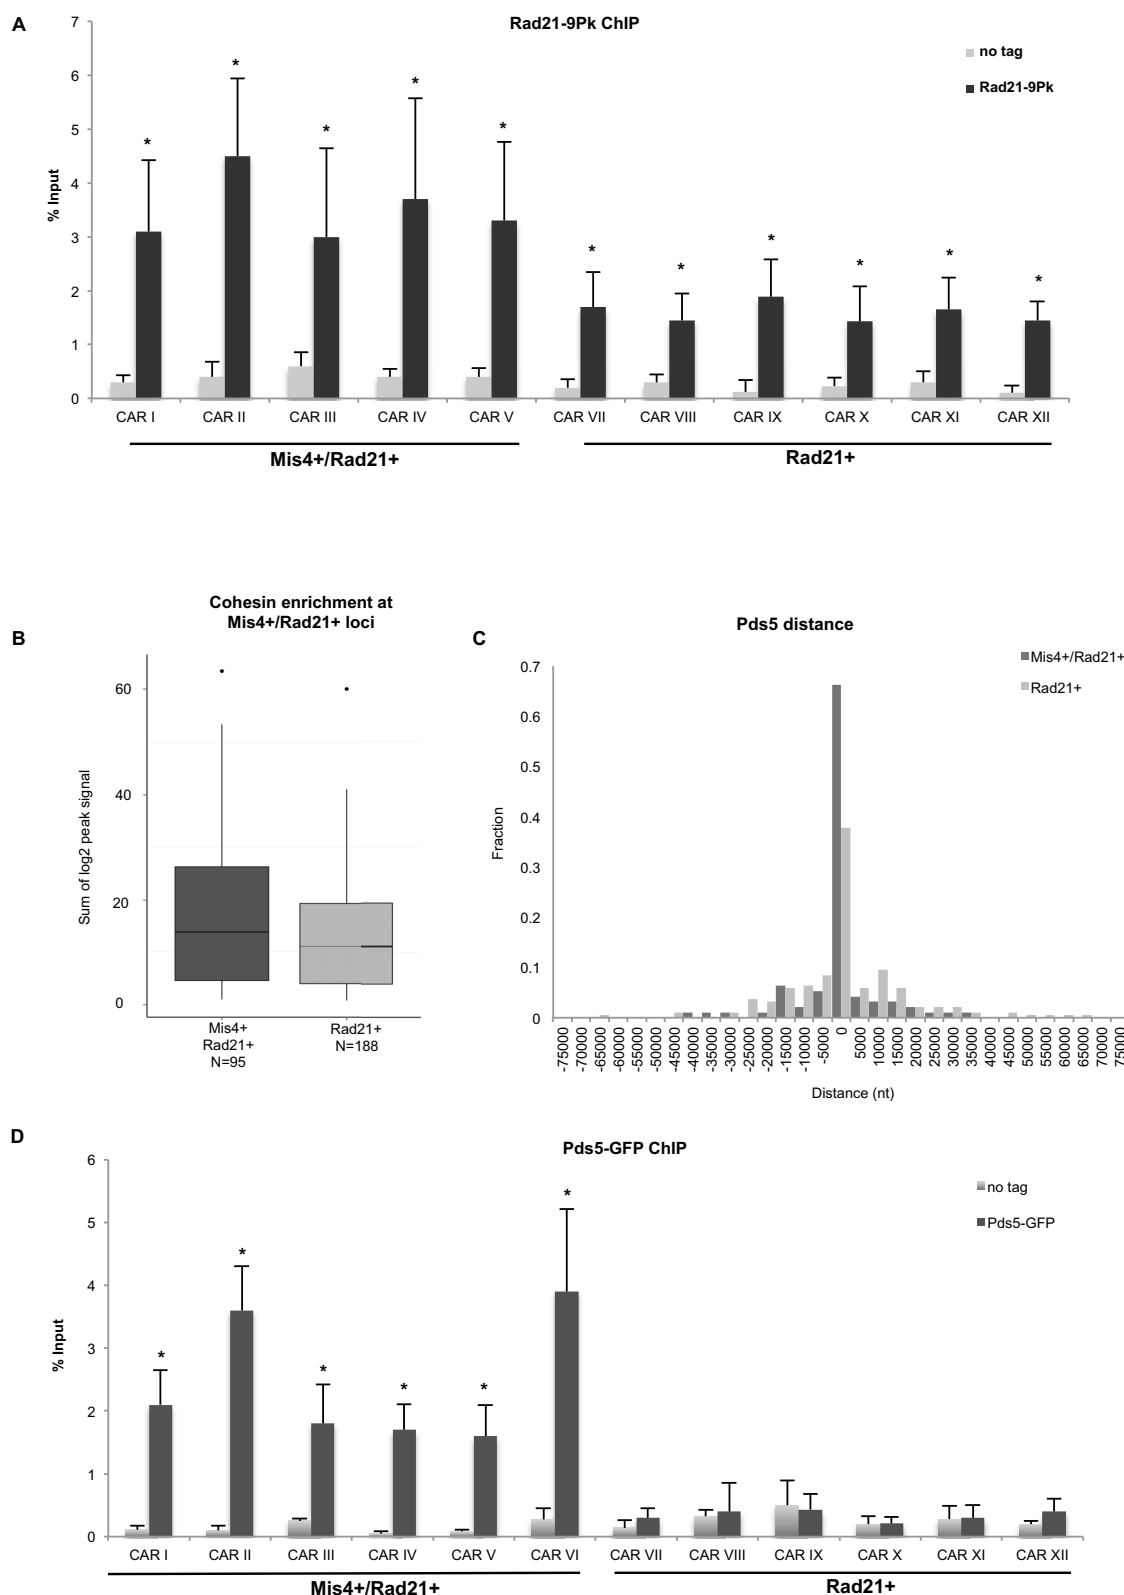 A
Rad21-9Pk ChIP
no tag
Rad21-9Pk
% Input
7
6
5
4
3
2
1
0
*
*
*
*
*
*
*
*
*
*
*
CAR I
CAR II
CAR III
CAR IV
CAR V
CAR VII
CAR VIII
CAR IX
CAR X
CAR XI
CAR XII
Mis4+/Rad21+
Rad21+
B
Cohesin enrichment at
Mis4+/Rad21+ loci
Sum of log2 peak signal
60
40
20
0
Mis4+
Rad21+
N=95
Rad21+
N=188
C
Pds5 distance
Mis4+/Rad21+
Rad21+
Fraction
0.7
0.6
0.5
0.4
0.3
0.2
0.1
0
-75000
-70000
-65000
-60000
-55000
-50000
-45000
-40000
-35000
-30000
-25000
-20000
-15000
-10000
-5000
0
5000
10000
15000
20000
25000
30000
35000
40000
45000
50000
55000
60000
65000
70000
75000
Distance (nt)
D
Pds5-GFP ChIP
no tag
Pds5-GFP
% Input
6
5
4
3
2
1
0
*
*
*
*
*
*
CAR I
CAR II
CAR III
CAR IV
CAR V
CAR VI
CAR VII
CAR VIII
CAR IX
CAR X
CAR XI
CAR XII
Mis4+/Rad21+
Rad21+